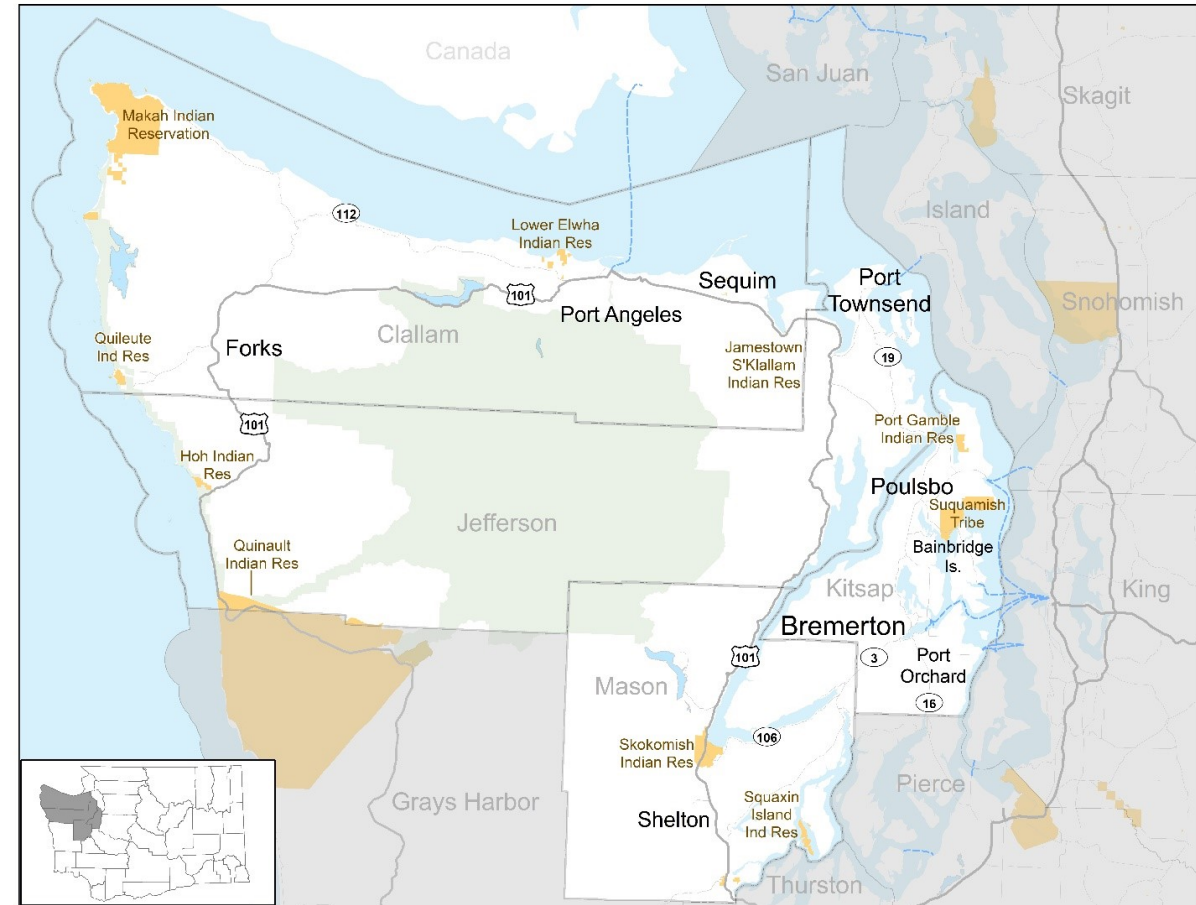 Canada
San Juan
Skagit
Makah Indian
Reservation
Island
112
Lower Elwha
Indian Res
Sequim
Port
Townsend
Snohomish
101
Port Angeles
Clallam
Quileute
Ind Res
Forks
Jamestown
S'Klallam
Indian Res
19
101
Port Gamble
Indian Res
Hoh Indian
Res
Poulsbo
Suquamish
Tribe
Jefferson
Bainbridge
Is.
Quinault
Indian Res
Kitsap
King
Bremerton
101
3
Port
Orchard
Mason
16
106
Skokomish
Indian Res
Pierce
Grays Harbor
Squaxin
Island
Ind Res
Shelton
Thurston